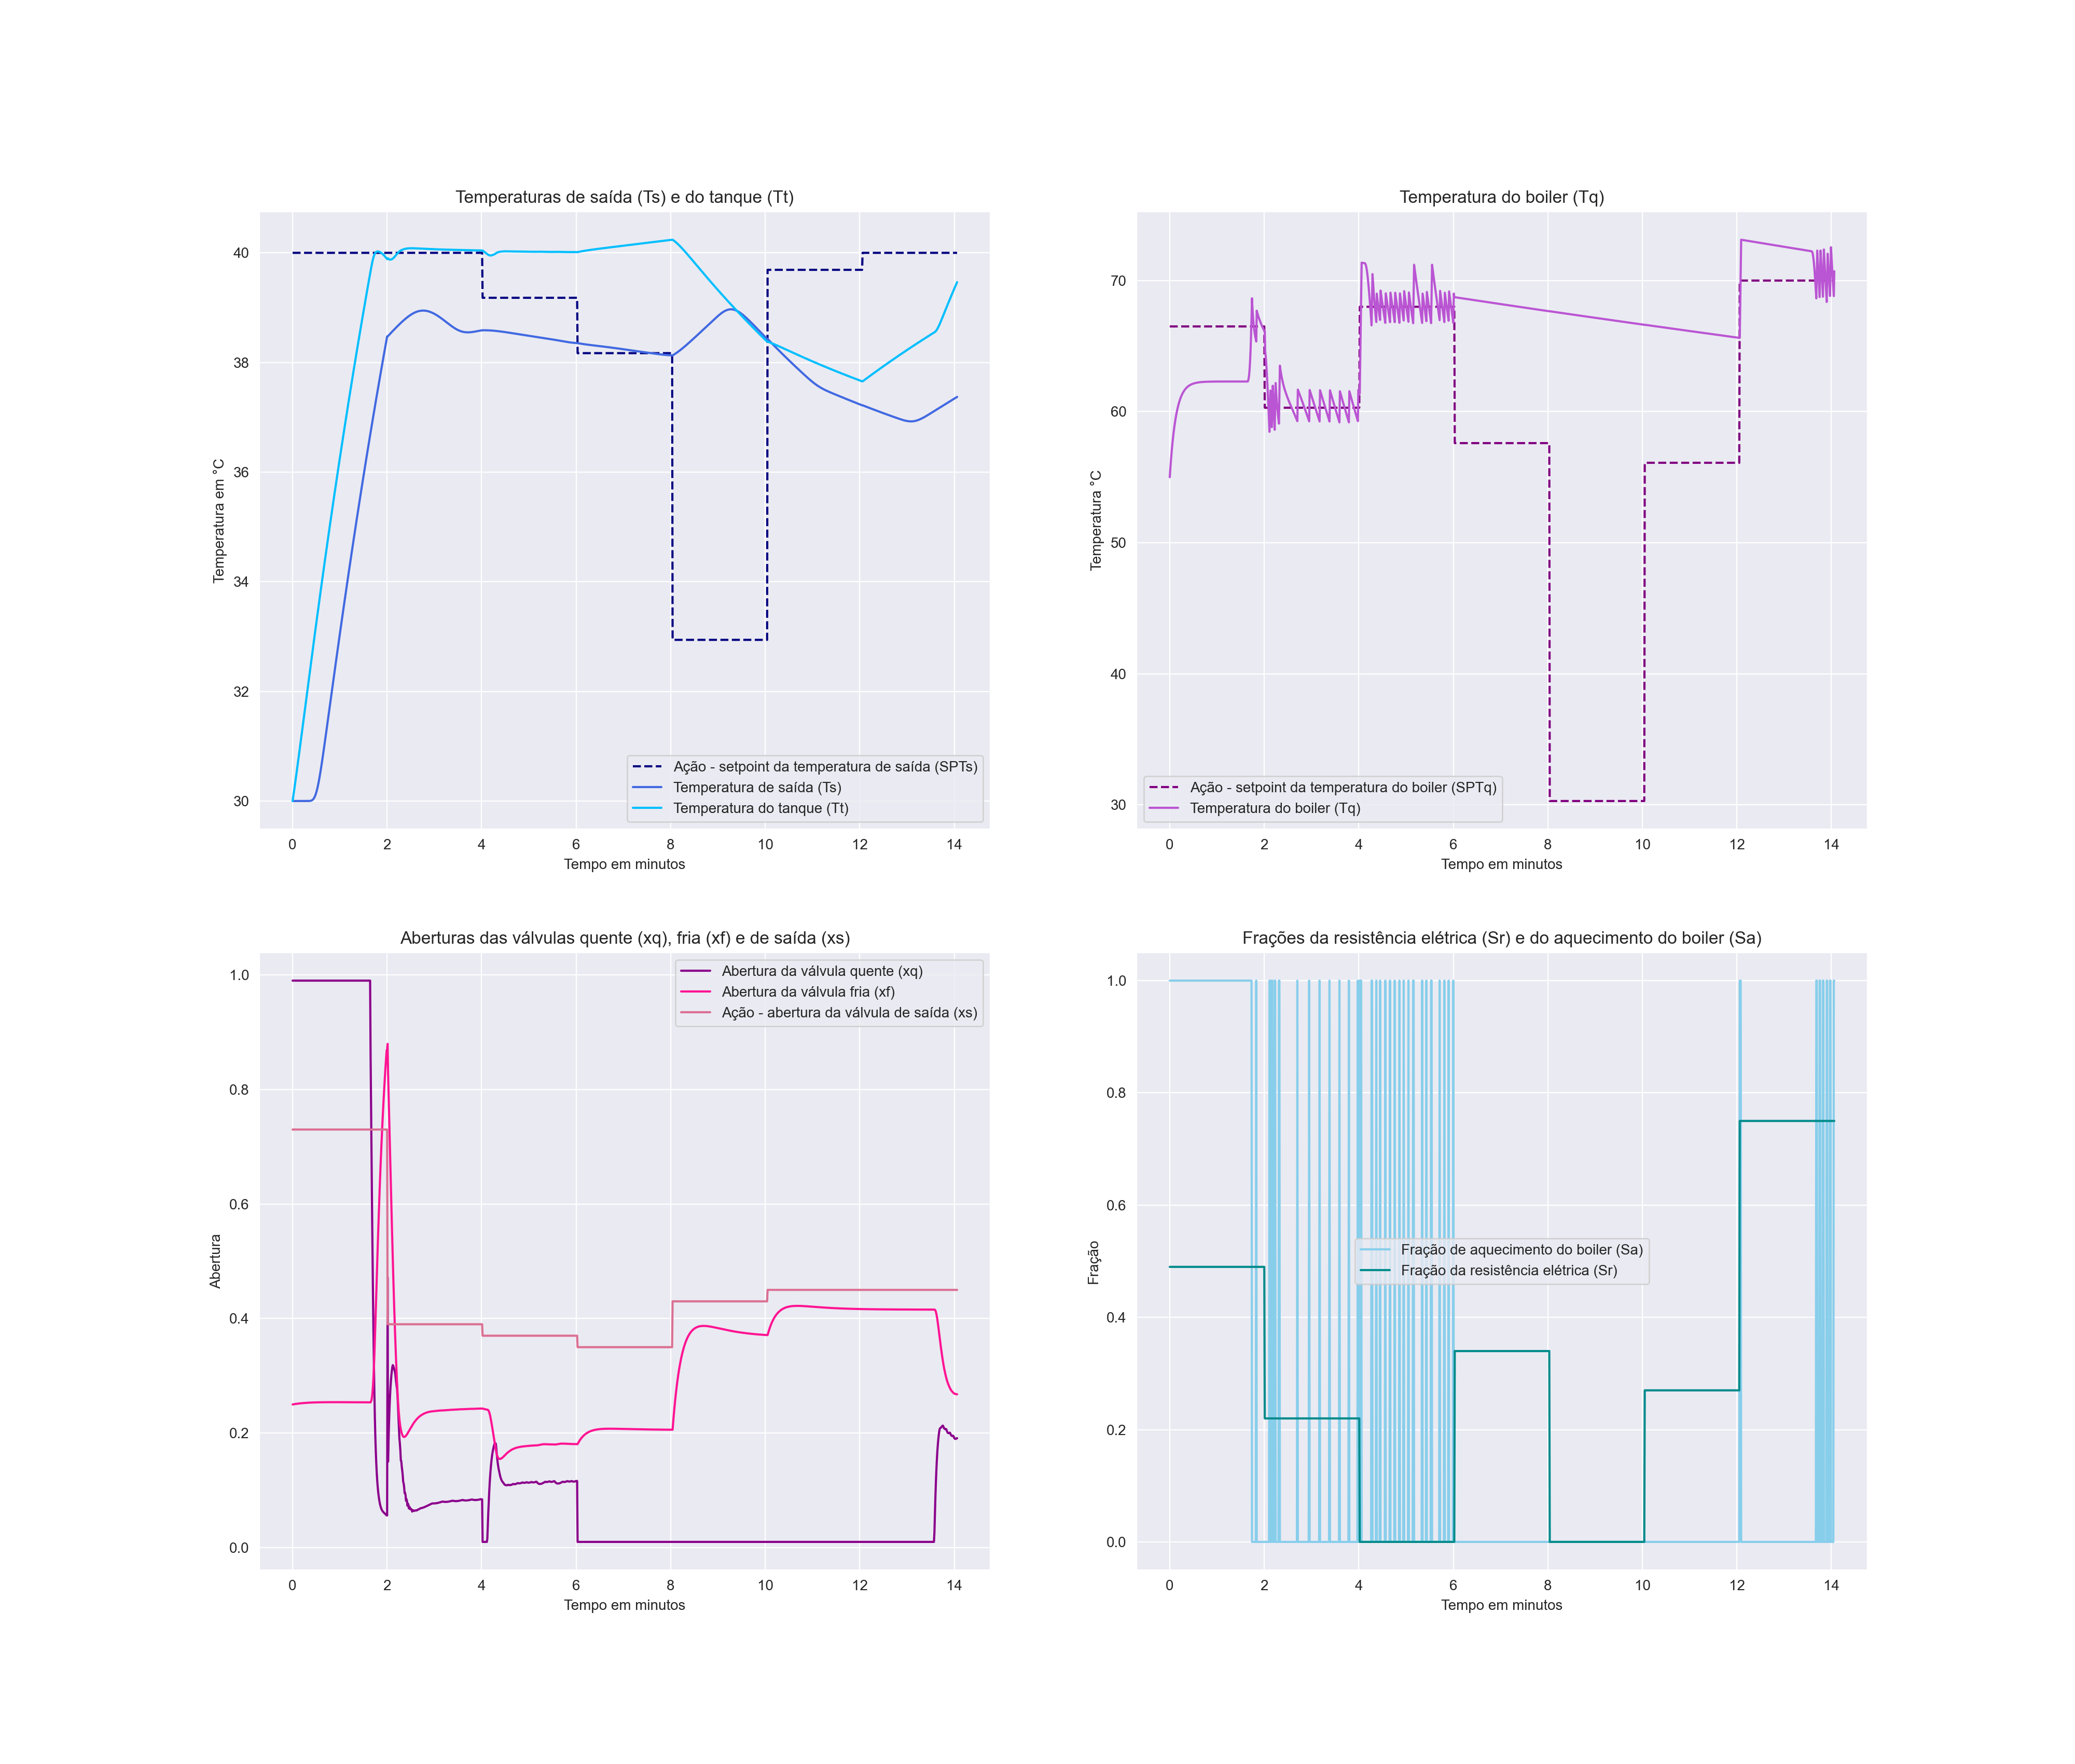 Temperaturas de saída (Ts) e do tanque (Tt)
Temperatura em °C
40
38
36
34
32
30
Ação - setpoint da temperatura de saída (SPTs)
Temperatura de saída (Ts)
Temperatura do tanque (Tt)
0 2 4 6 8 10 12 14
Tempo em minutos
Temperatura do boiler (Tq)
Temperatura °C
70
60
50
40
30
Ação - setpoint da temperatura do boiler (SPTq)
Temperatura do boiler (Tq)
0 2 4 6 8 10 12 14
Tempo em minutos
Aberturas das válvulas quente (xq), fria (xf) e de saída (xs)
Abertura
1.0
0.8
0.6
0.4
0.2
0.0
Abertura da válvula quente (xq)
Abertura da válvula fria (xf)
Ação - abertura da válvula de saída (xs)
0 2 4 6 8 10 12 14
Tempo em minutos
Frações da resistência elétrica (Sr) e do aquecimento do boiler (Sa)
Fração
1.0
0.8
0.6
0.4
0.2
0.0
Fração de aquecimento do boiler (Sa)
Fração da resistência elétrica (Sr)
0 2 4 6 8 10 12 14
Tempo em minutos